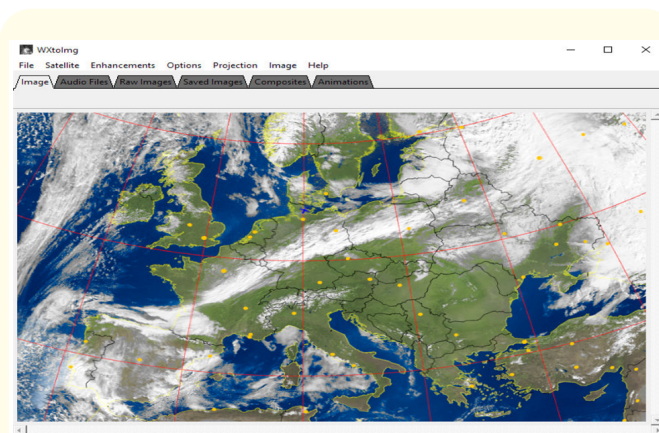 WXtoImg
File Satellite Enhancements Options Projection Image Help
Image Audio Files Raw Images Saved Images Composites Animations